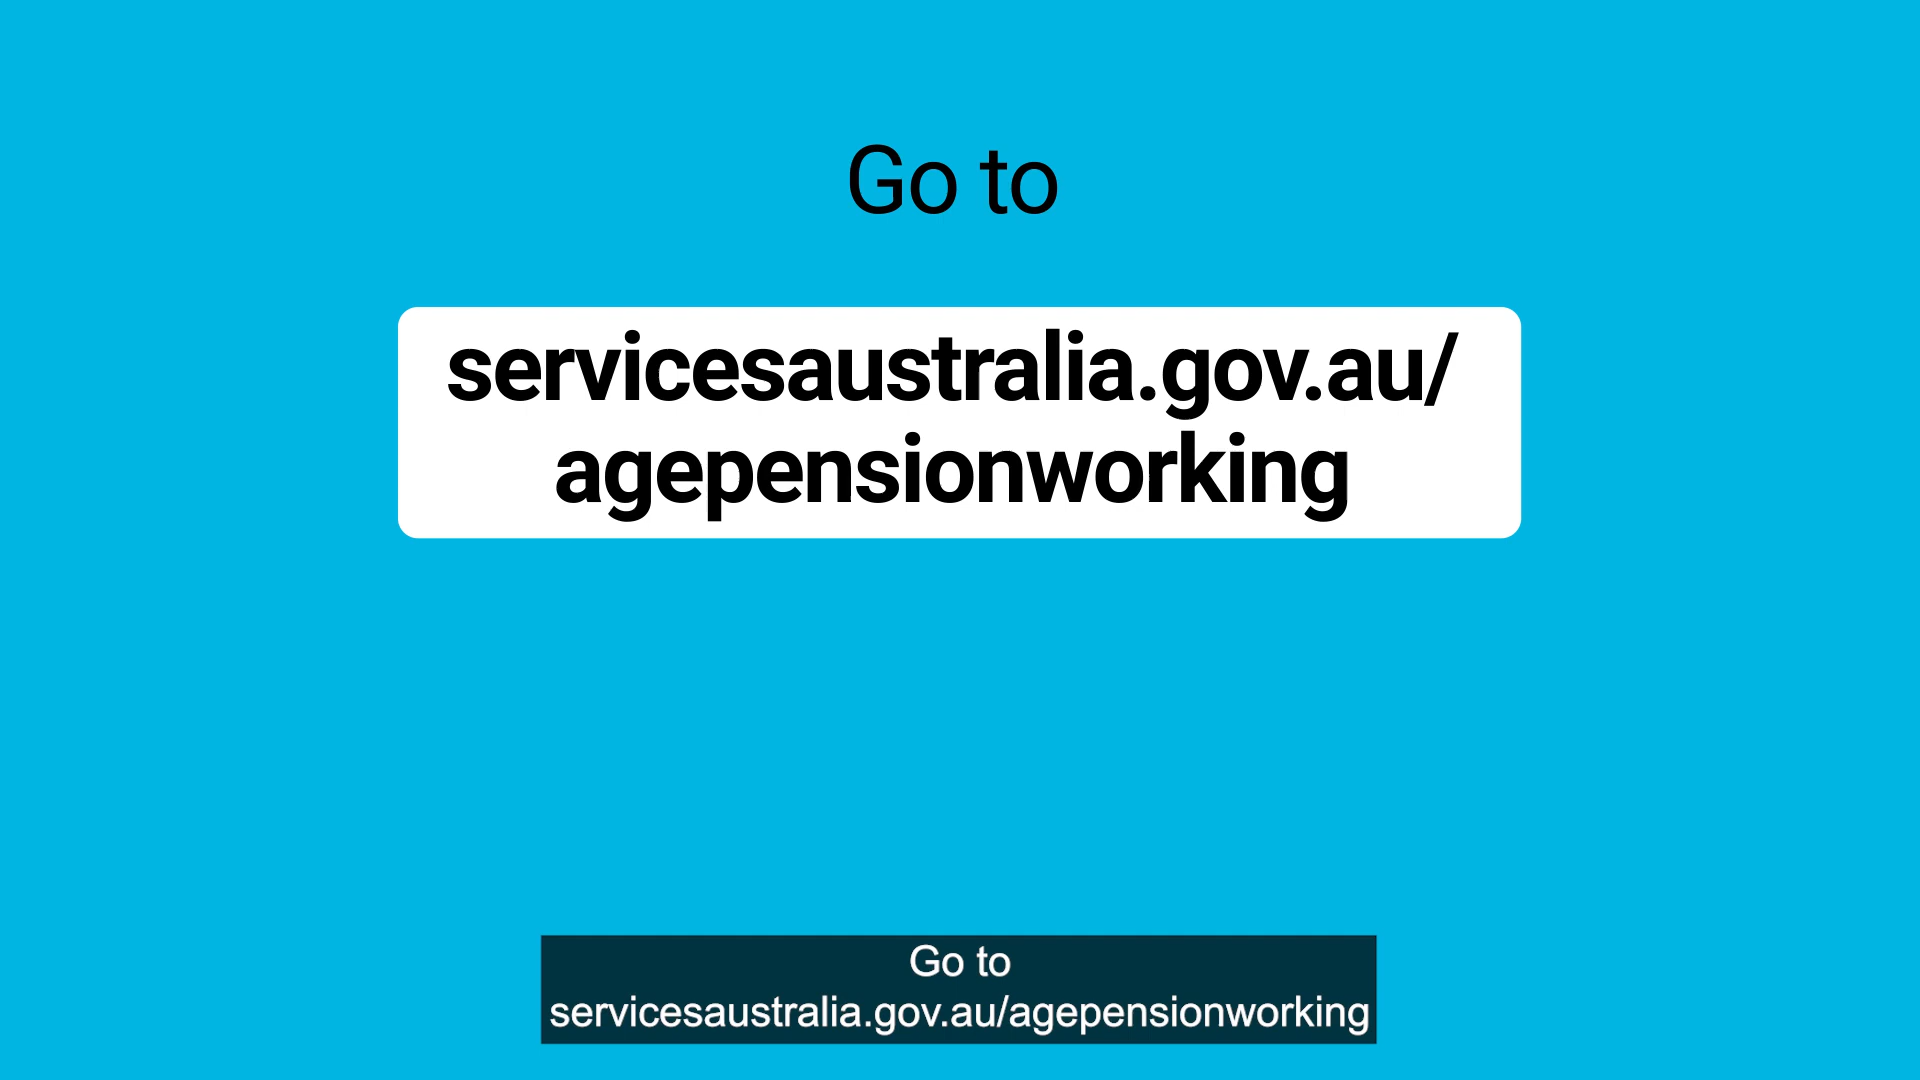 Go to
servicesaustralia.gov.au/
agepensionworking
Go to
servicesaustralia.gov.au/agepensionworking